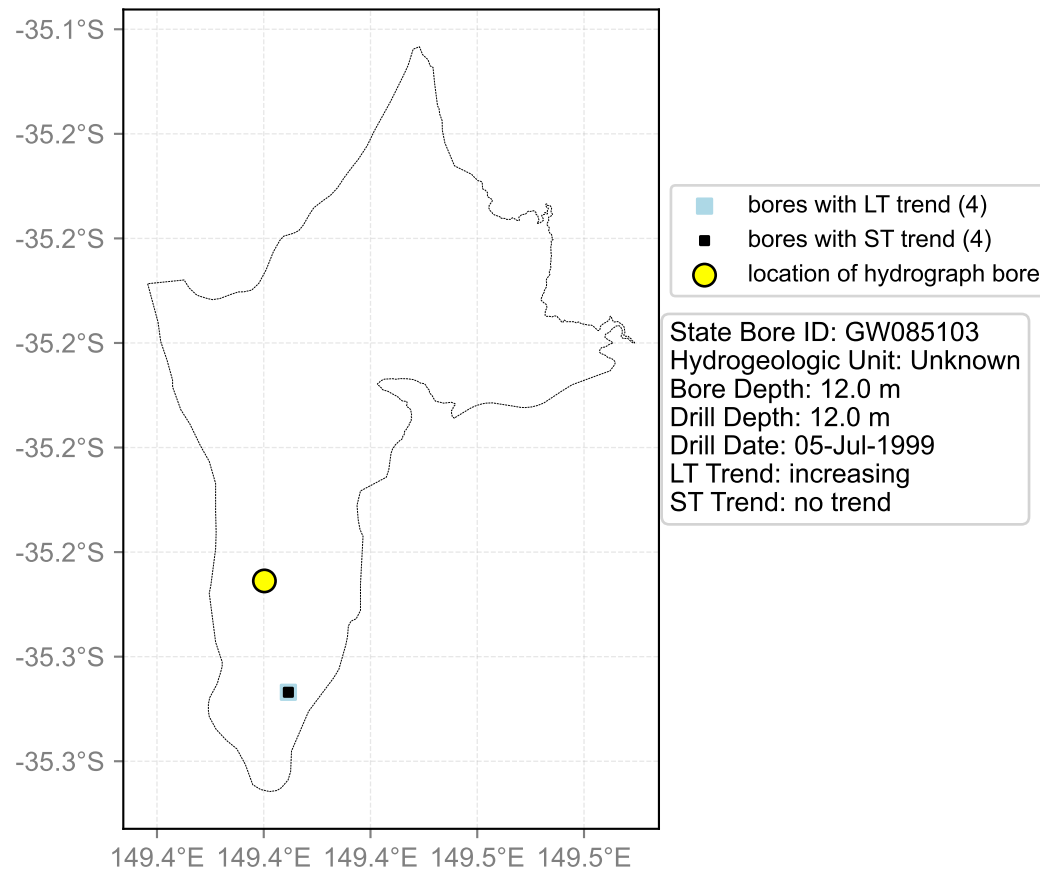 -35.1°S
-35.2°S
-35.2°S
-35.2°S
-35.2°S
-35.2°S
-35.3°S
-35.3°S
149.4°E 149.4°E 149.4°E 149.5°E 149.5°E
bores with LT trend (4)
bores with ST trend (4)
location of hydrograph bore
State Bore ID: GW085103
Hydrogeologic Unit: Unknown
Bore Depth: 12.0 m
Drill Depth: 12.0 m
Drill Date: 05-Jul-1999
LT Trend: increasing
ST Trend: no trend